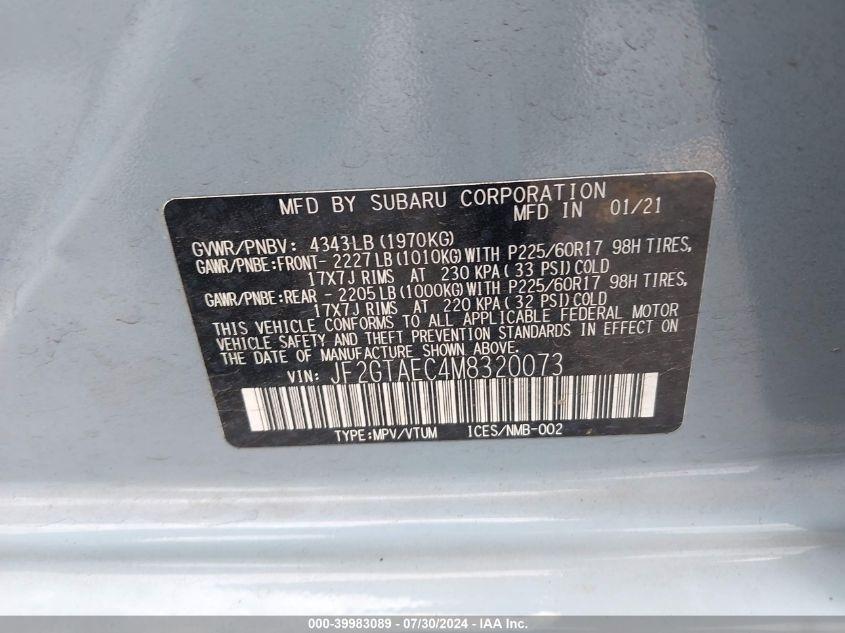 MFD BY SUBARU CORPORATION
MFD IN 01/21
GVWR/PNBV: 4343LB (1970KG)
GAWR/PNBE:FRONT- 2227LB (1010KG)WITH P225/60R17 98H TIRES,
17X7J RIMS AT 230 KPA ( 33 PSI)COLD
GAWR/PNBE:REAR - 2205LB (1000KG)WITH P225/60R17 98H TIRES,
17X7J RIMS AT 220 KPA ( 32 PSI)COLD
THIS VEHICLE CONFORMS TO ALL APPLICABLE FEDERAL MOTOR
VEHICLE SAFETY AND THEFT PREVENTION STANDARDS IN EFFECT ON
THE DATE OF MANUFACTURE SHOWN ABOVE.
VIN: JF2GTAEC4M8320073
TYPE:MPV/VTUM ICES/NMB-002
000-39983089 - 07/30/2024 - IAA Inc.